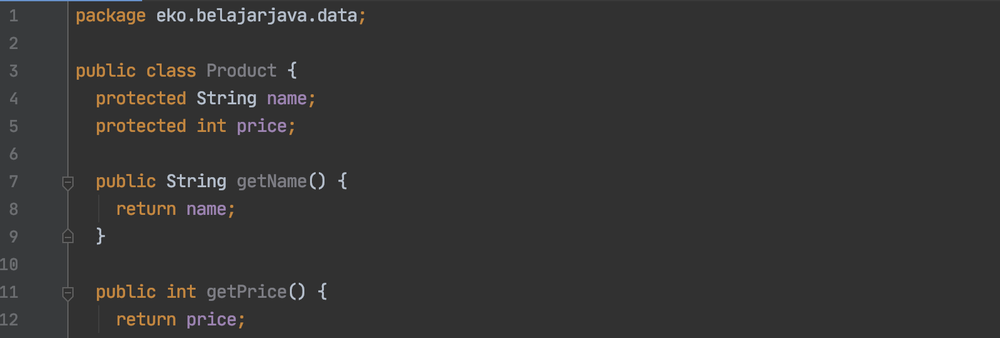 1 package eko.belajarjava.data;
2
3 public class Product {
4   protected String name;
5   protected int price;
6
7   public String getName() {
8     return name;
9   }
10
11   public int getPrice() {
12     return price;